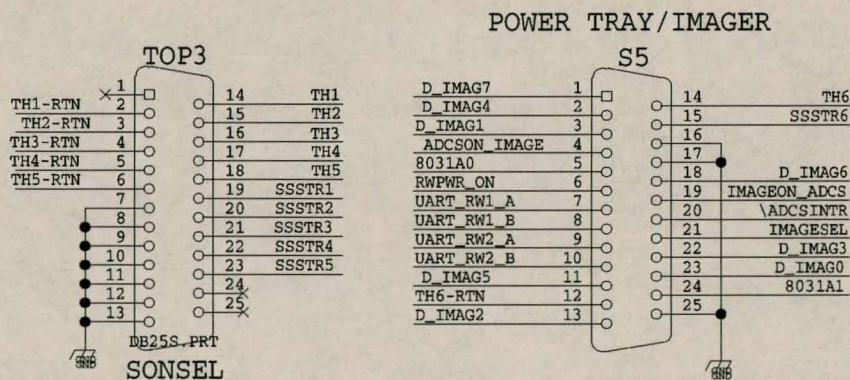 POWER TRAY/IMAGER
TOP3
1
TH1-RTN 2
TH2-RTN 3
TH3-RTN 4
TH4-RTN 5
TH5-RTN 6
7
8
9
10
11
12
13
14 TH1
15 TH2
16 TH3
17 TH4
18 TH5
19 SSSTR1
20 SSSTR2
21 SSSTR3
22 SSSTR4
23 SSSTR5
24
25
DB25S.PRT
GND
SONSEL
S5
D_IMAG7 1
D_IMAG4 2
D_IMAG1 3
ADCSON_IMAGE 4
8031A0 5
RWPWR_ON 6
UART_RW1_A 7
UART_RW1_B 8
UART_RW2_A 9
UART_RW2_B 10
D_IMAG5 11
TH6-RTN 12
D_IMAG2 13
14 TH6
15 SSSTR6
16
17
18 D_IMAG6
19 IMAGEON_ADCS
20 \ADCSINTR
21 IMAGESEL
22 D_IMAG3
23 D_IMAG0
24 8031A1
25
GND